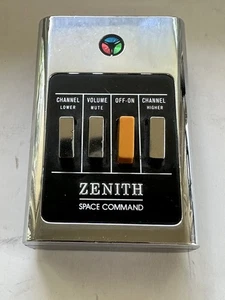 CHANNEL VOLUME OFF-ON CHANNEL
LOWER MUTE HIGHER
ZENITH
SPACE COMMAND